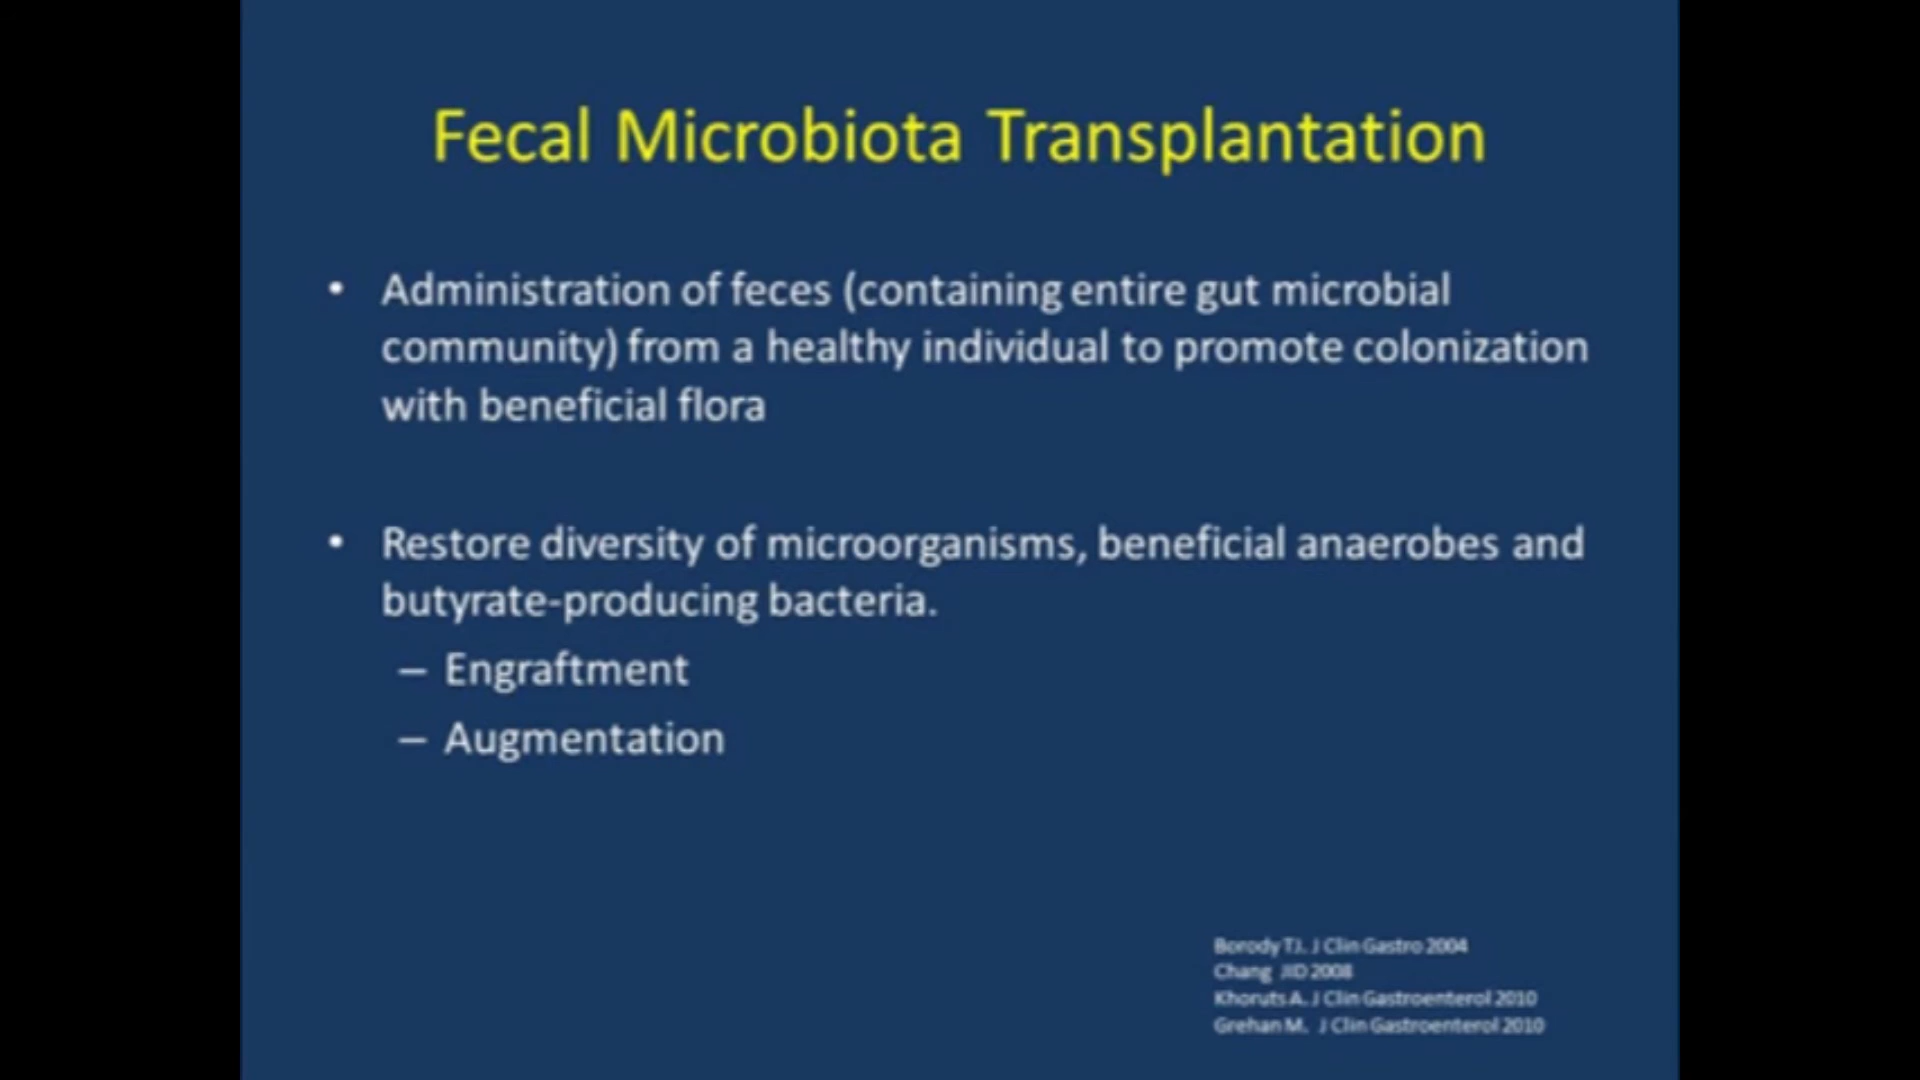 Fecal Microbiota Transplantation
• Administration of feces (containing entire gut microbial
community) from a healthy individual to promote colonization
with beneficial flora
• Restore diversity of microorganisms, beneficial anaerobes and
butyrate-producing bacteria.
– Engraftment
– Augmentation
Borody TJ. J Clin Gastro 2004
Chang JID 2008
Khoruts A. J Clin Gastroenterol 2010
Grehan M. J Clin Gastroenterol 2010